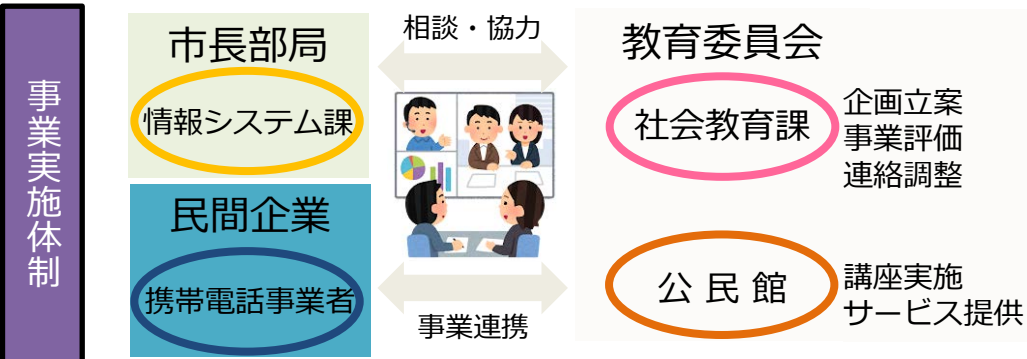 事業実施体制
市長部局
情報システム課
民間企業
携帯電話事業者
相談・協力
事業連携
教育委員会
社会教育課
企画立案
事業評価
連絡調整
公民館
講座実施
サービス提供